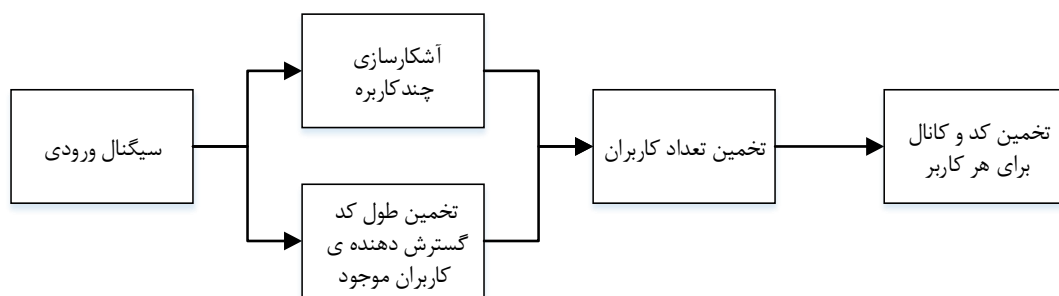 سیگنال ورودی
آشکارسازی
چندکاربره
تخمین طول کد
گسترش دهنده ی
کاربران موجود
تخمین تعداد کاربران
تخمین کد و کانال
برای هر کاربر